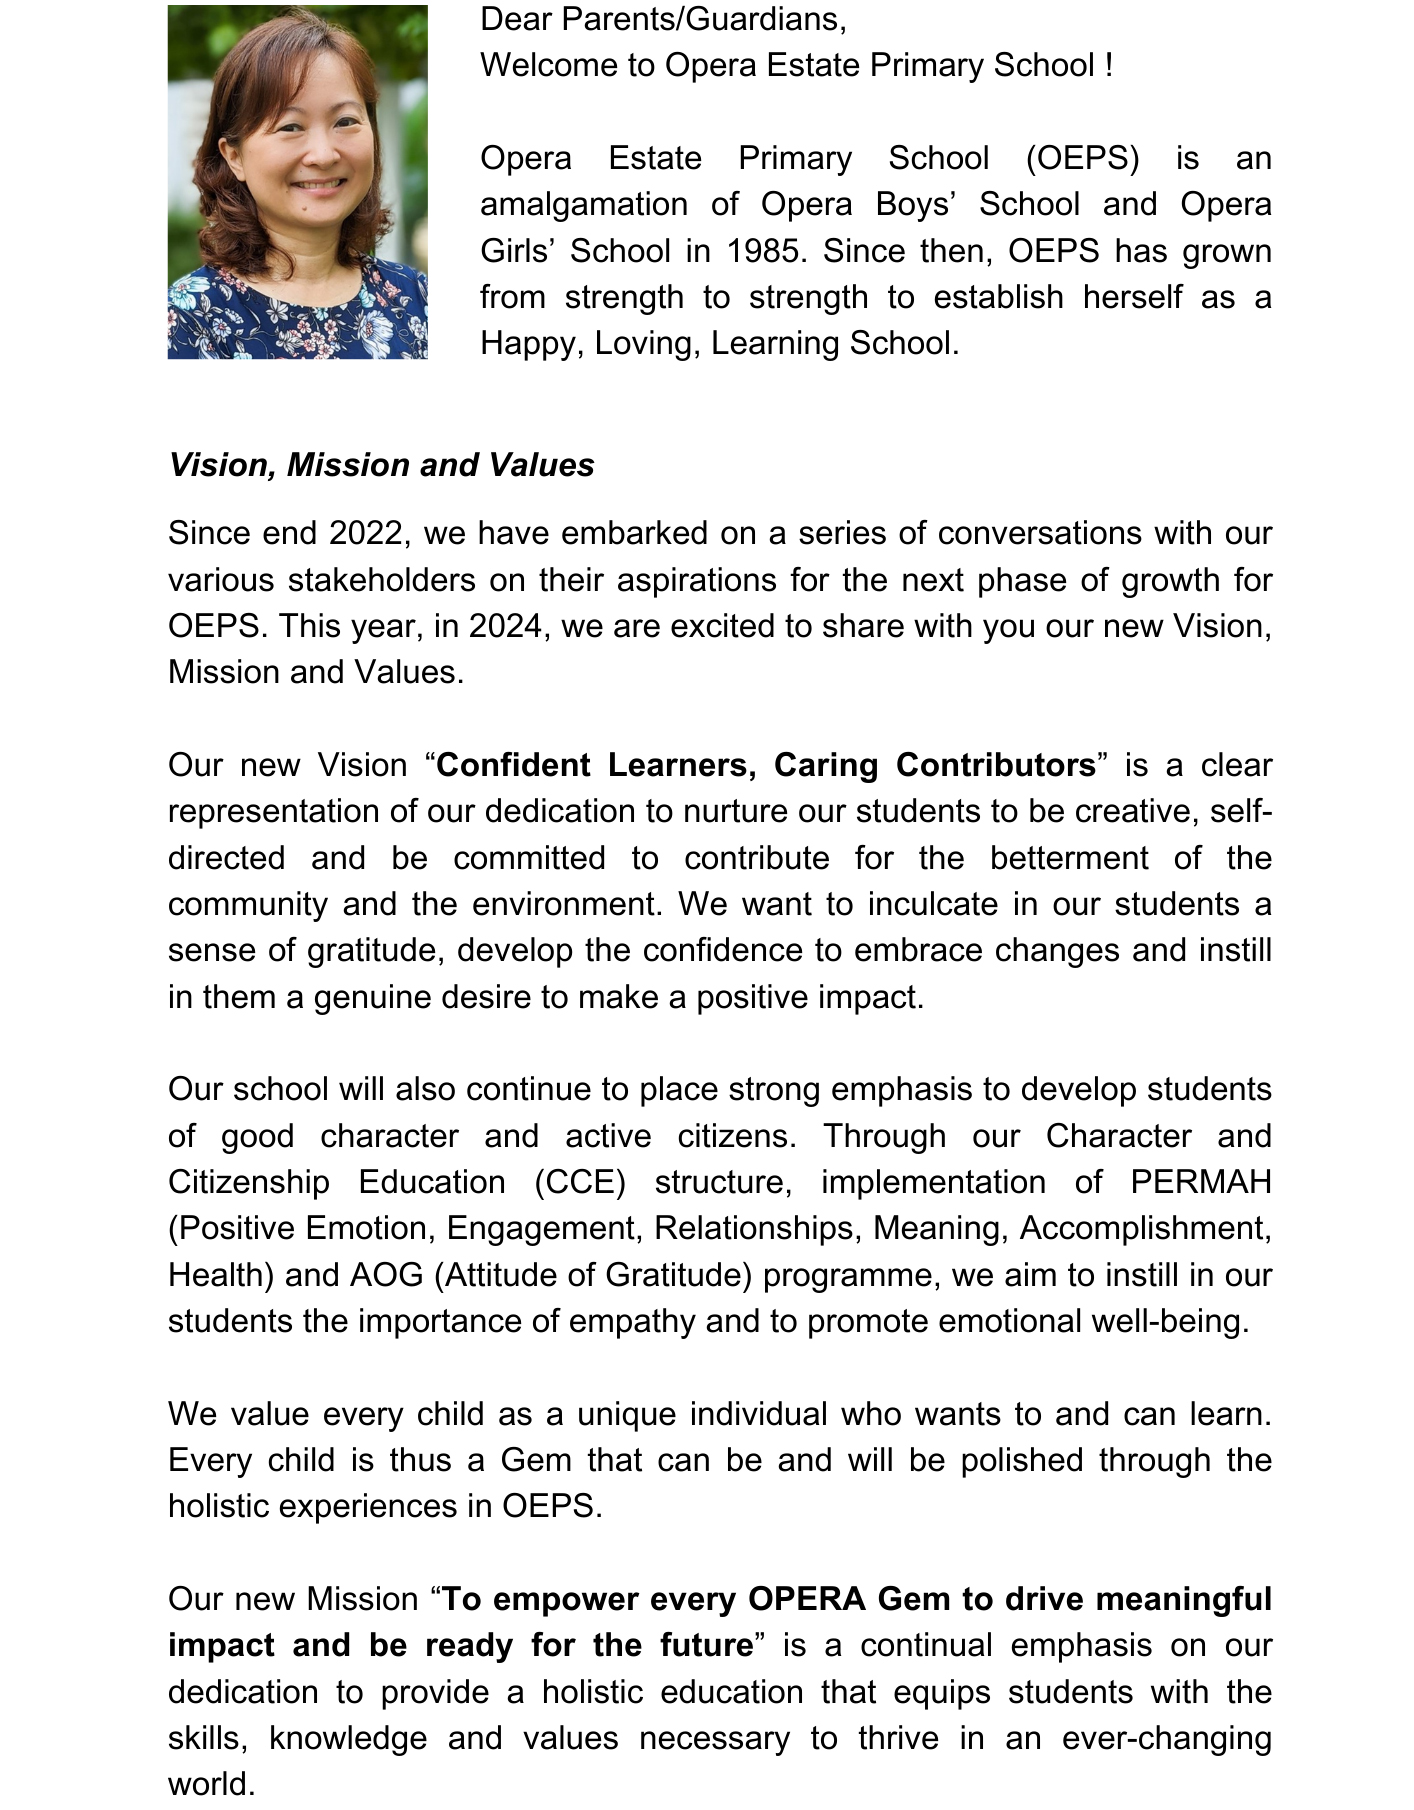 Dear Parents/Guardians,
Welcome to Opera Estate Primary School !
Opera Estate Primary School (OEPS) is an
amalgamation of Opera Boys’ School and Opera
Girls’ School in 1985. Since then, OEPS has grown
from strength to strength to establish herself as a
Happy, Loving, Learning School.
Vision, Mission and Values
Since end 2022, we have embarked on a series of conversations with our
various stakeholders on their aspirations for the next phase of growth for
OEPS. This year, in 2024, we are excited to share with you our new Vision,
Mission and Values.
Our new Vision “Confident Learners, Caring Contributors” is a clear
representation of our dedication to nurture our students to be creative, self-
directed and be committed to contribute for the betterment of the
community and the environment. We want to inculcate in our students a
sense of gratitude, develop the confidence to embrace changes and instill
in them a genuine desire to make a positive impact.
Our school will also continue to place strong emphasis to develop students
of good character and active citizens. Through our Character and
Citizenship Education (CCE) structure, implementation of PERMAH
(Positive Emotion, Engagement, Relationships, Meaning, Accomplishment,
Health) and AOG (Attitude of Gratitude) programme, we aim to instill in our
students the importance of empathy and to promote emotional well-being.
We value every child as a unique individual who wants to and can learn.
Every child is thus a Gem that can be and will be polished through the
holistic experiences in OEPS.
Our new Mission “To empower every OPERA Gem to drive meaningful
impact and be ready for the future” is a continual emphasis on our
dedication to provide a holistic education that equips students with the
skills, knowledge and values necessary to thrive in an ever-changing
world.